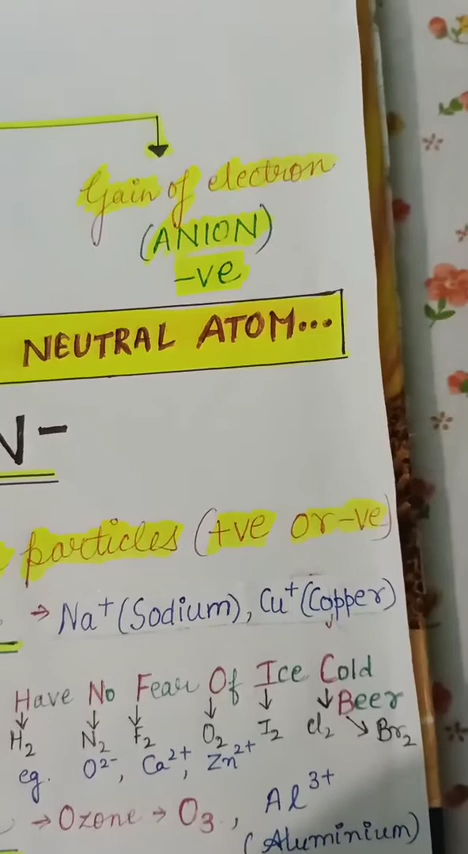 Gain of electron
(ANION)
-ve
NEUTRAL ATOM...
N-
particles (+ve or -ve)
→ Na⁺ (Sodium), Cu⁺ (Copper)
Have No Fear Of Ice Cold
Beer
H₂ N₂ F₂ O₂ I₂ Cl₂ Br₂
eg. O²⁻, Ca²⁺, Zn²⁺
→ Ozone → O₃, Al³⁺
(Aluminium)